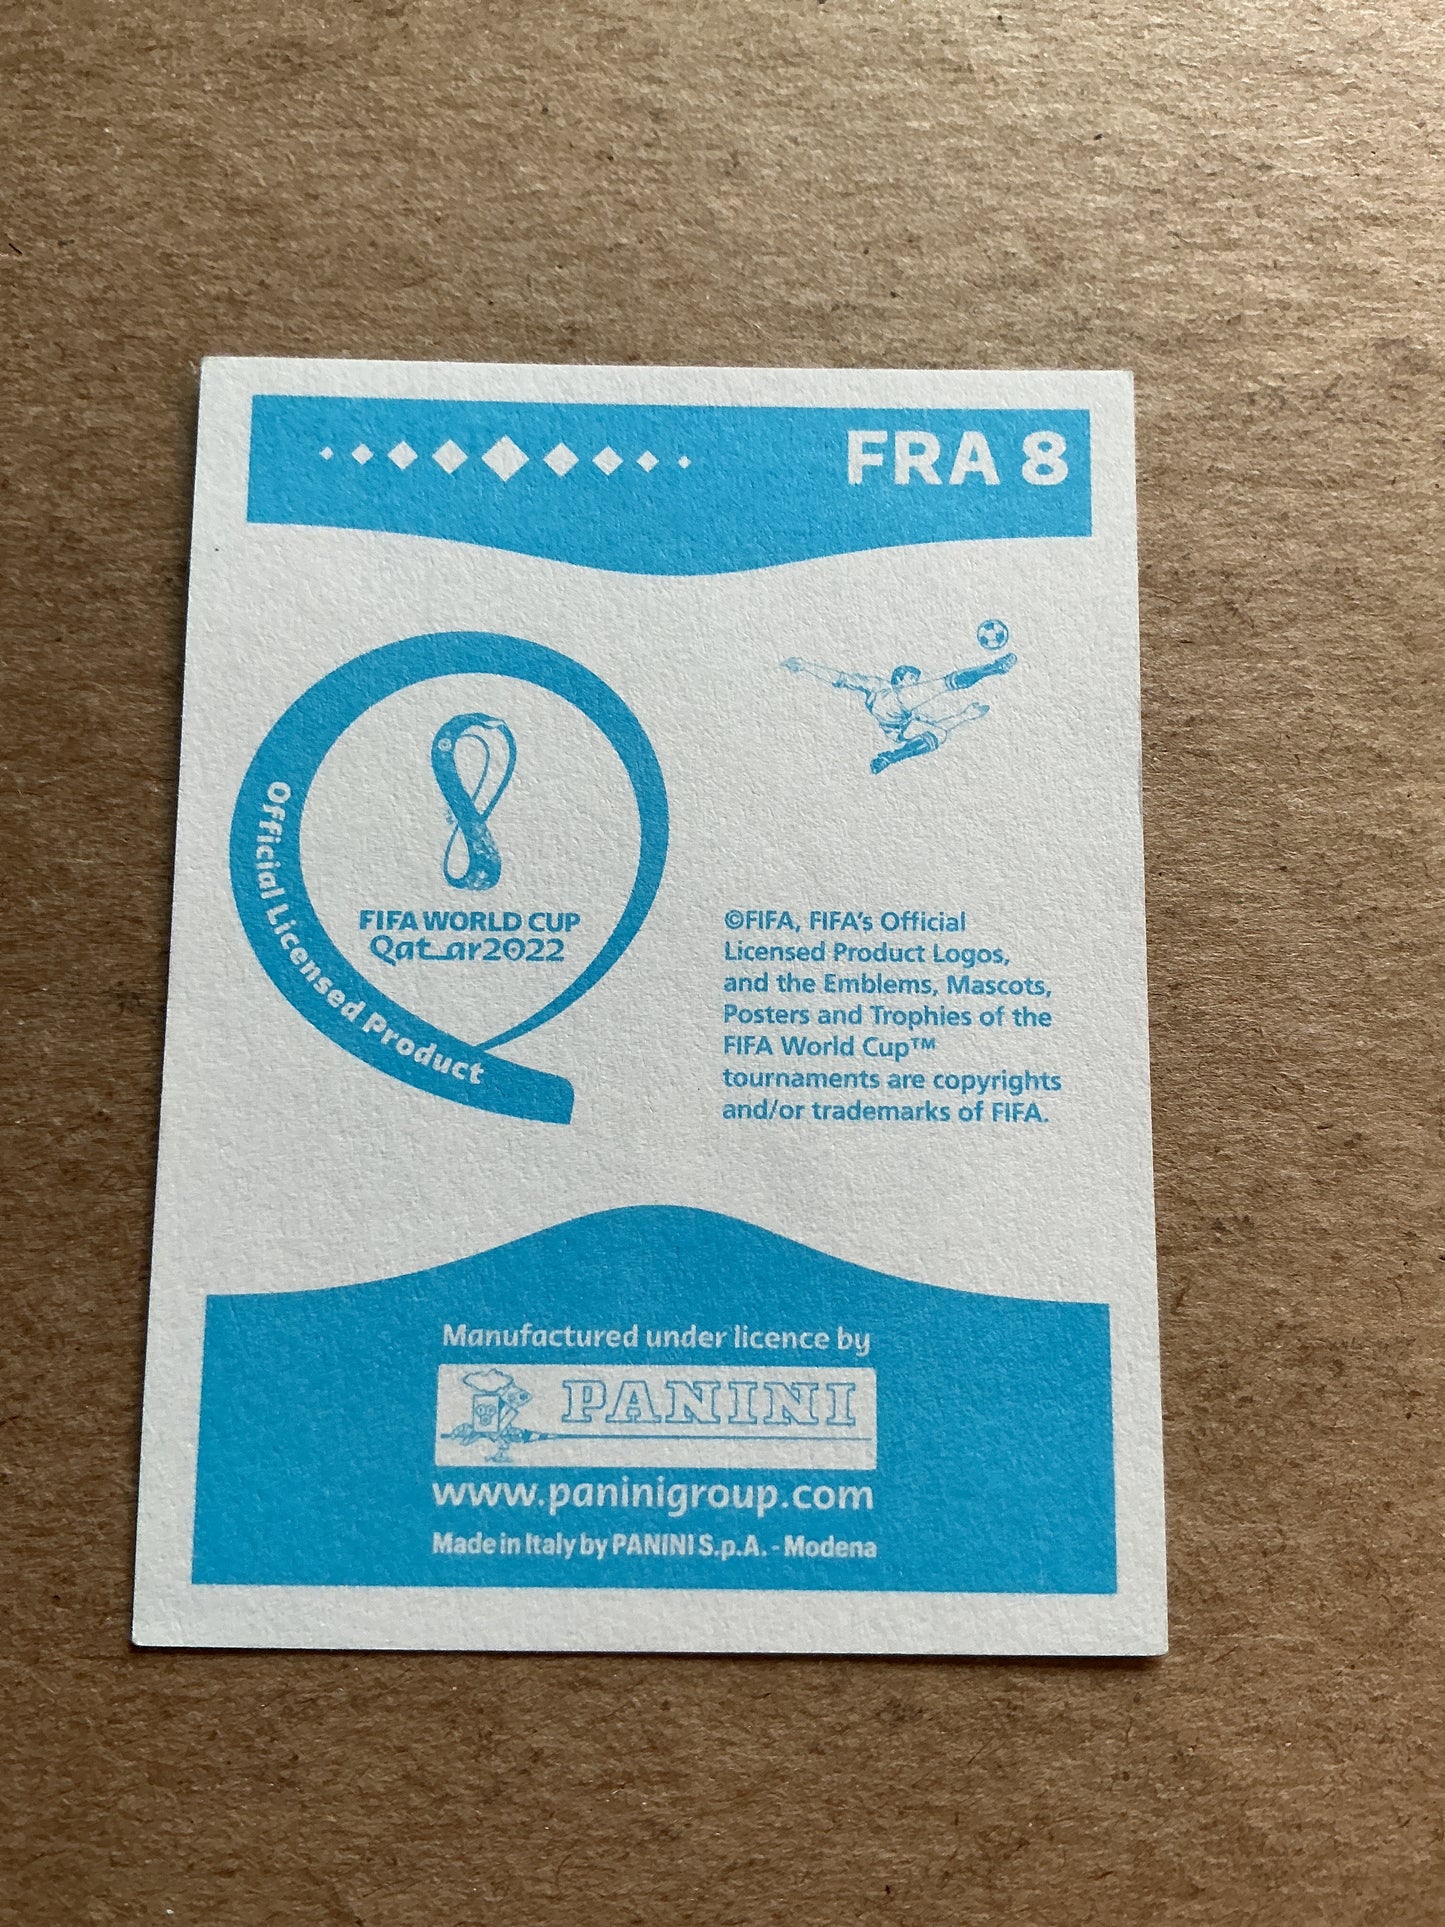 FRA 8
Official Licensed Product
FIFA WORLD CUP
Qatar2022
©FIFA, FIFA's Official
Licensed Product Logos,
and the Emblems, Mascots,
Posters and Trophies of the
FIFA World Cup™
tournaments are copyrights
and/or trademarks of FIFA.
Manufactured under licence by
PANINI
www.paninigroup.com
Made in Italy by PANINI S.p.A. - Modena